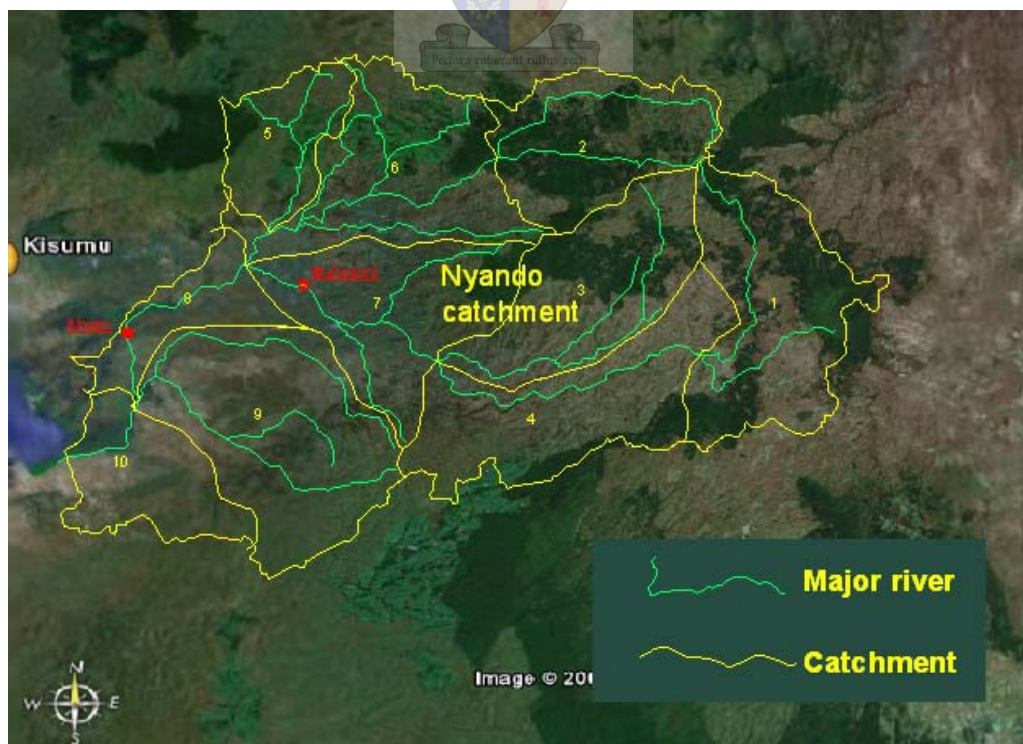 Pectora roborant cultus recti
5
2
6
Kisumu
8
7
Nyando
catchment
3
1
4
9
10
Major river
Catchment
Image © 200
N
W
E
S